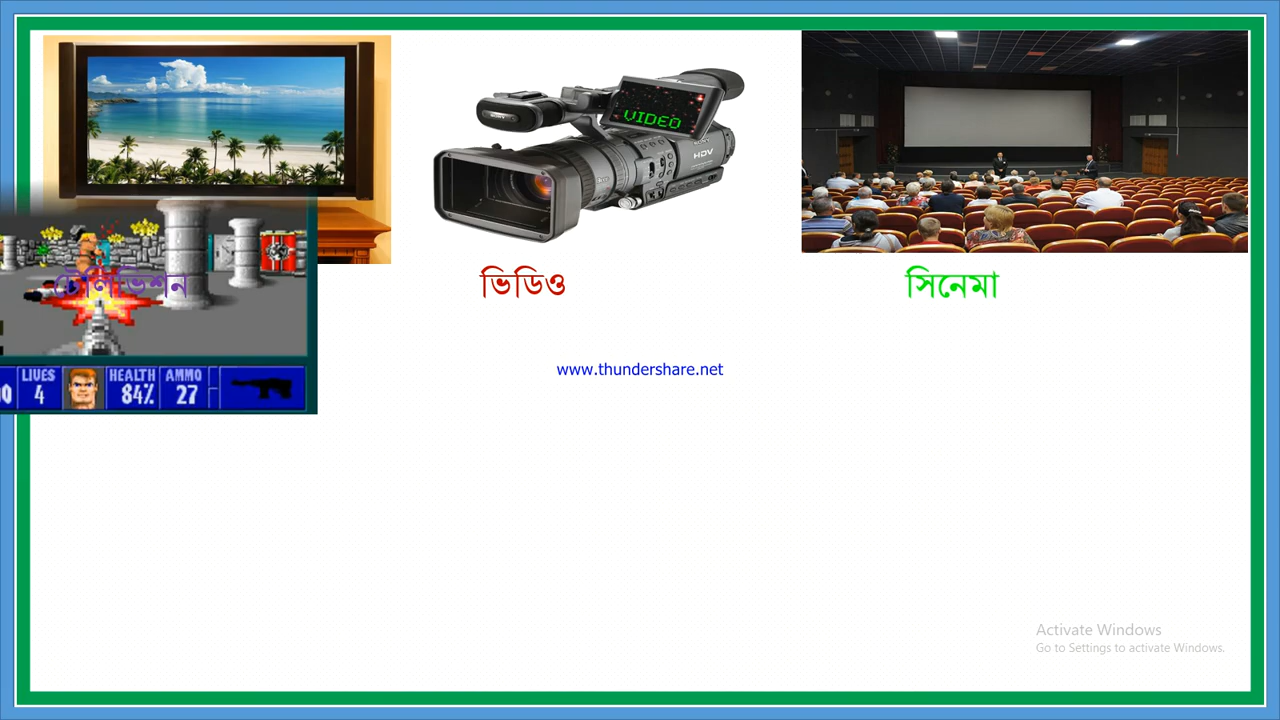 VIDEO
HDV
টেলিভিশন
ভিডিও
সিনেমা
www.thundershare.net
LIVES
HEALTH
AMMO
4
84%
27
Activate Windows
Go to Settings to activate Windows.